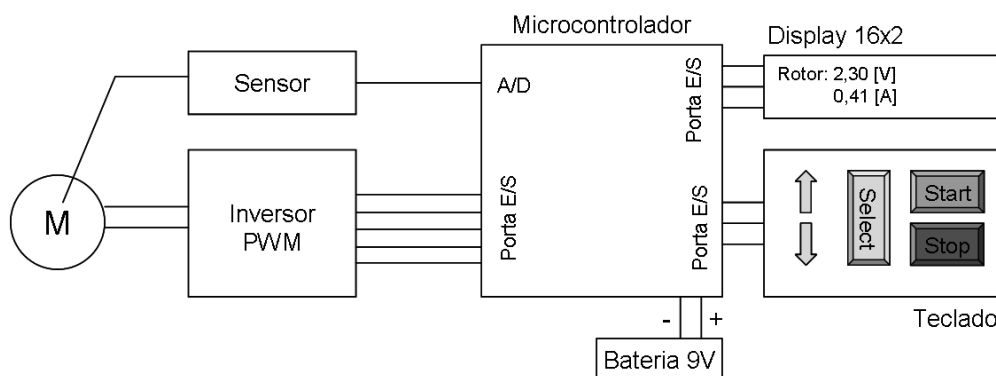 Microcontrolador
Display 16x2
Sensor
A/D
Porta E/S
Rotor: 2,30 [V]
0,41 [A]
M
Inversor
PWM
Porta E/S
Porta E/S
Select
Start
Stop
Teclado
- +
Bateria 9V